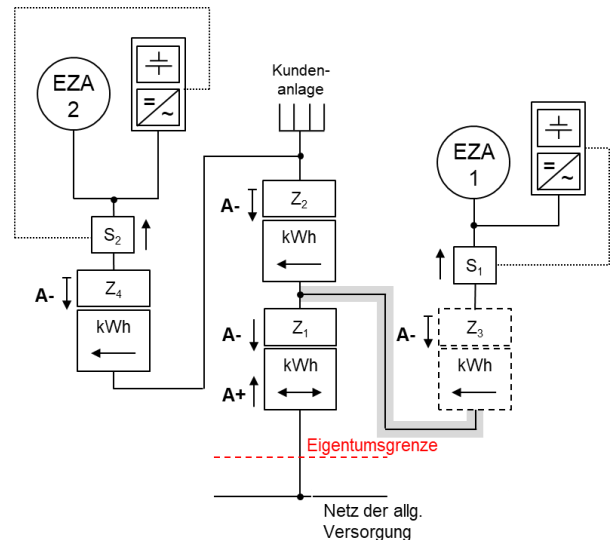 EZA
2
=
~
Kunden-
anlage
EZA
1
=
~
S₂
A-
Z₂
kWh
S₁
A-
Z₄
kWh
A-
Z₁
kWh
A+
A-
Z₃
kWh
Eigentumsgrenze
Netz der allg.
Versorgung